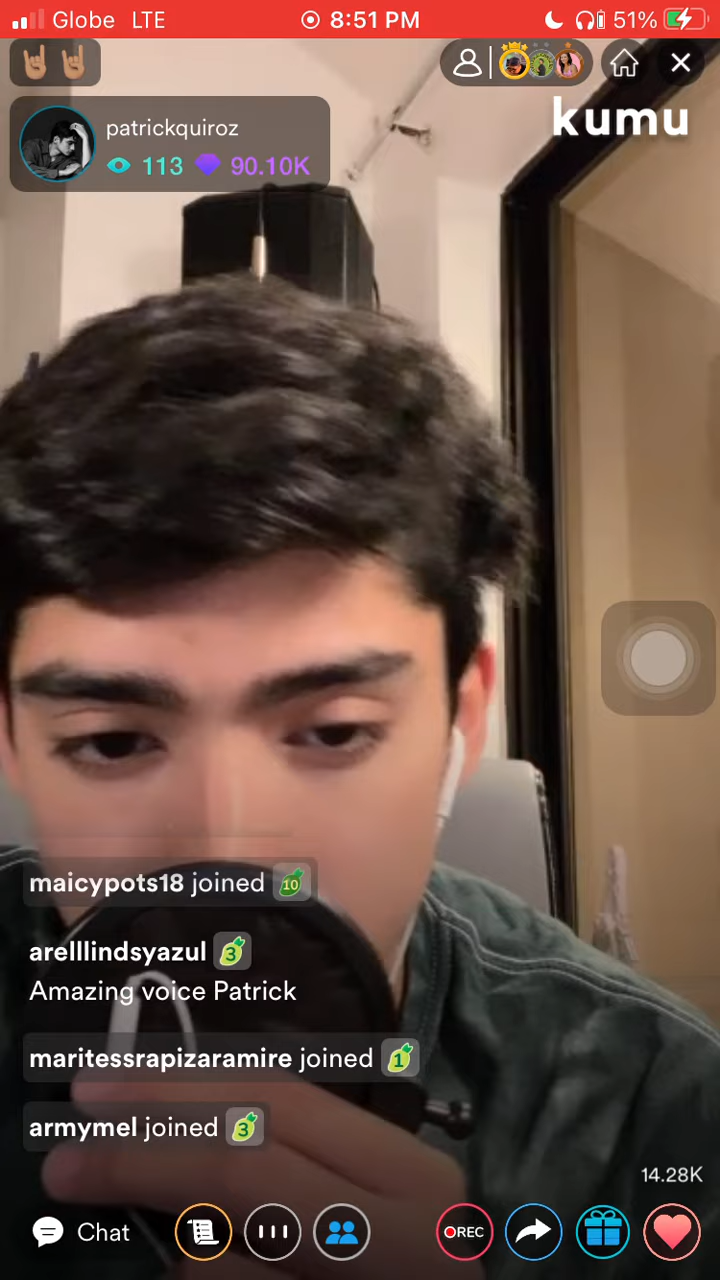 Globe LTE 8:51 PM 51%
kumu
patrickquiroz
113 90.10K
maicypots18 joined 10
arelllindsyazul 3
Amazing voice Patrick
maritessrapizaramire joined 1
armymel joined 3
14.28K
Chat REC